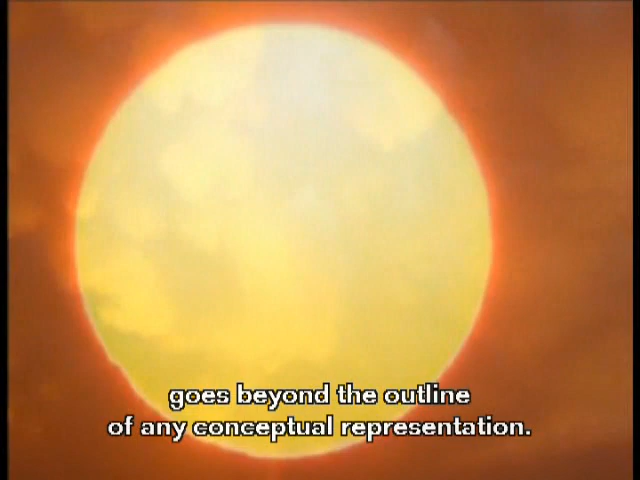 goes beyond the outline
of any conceptual representation.